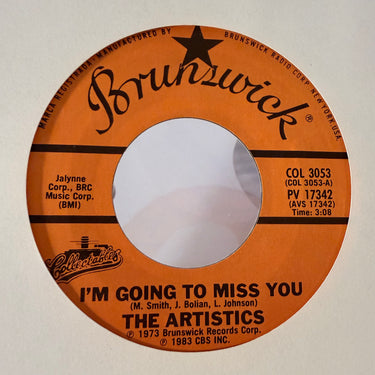 MARCA REGISTRADA · MANUFACTURED BY BRUNSWICK RADIO CORP. NEW YORK, USA
Brunswick®
Jalynne
Corp., BRC
Music Corp.
(BMI)
COL 3053
(COL 3053-A)
PV 17342
(AVS 17342)
Time: 3:08
Collectables
I'M GOING TO MISS YOU
(M. Smith, J. Bolian, L. Johnson)
THE ARTISTICS
℗ 1973 Brunswick Records Corp.
℗ 1983 CBS INC.